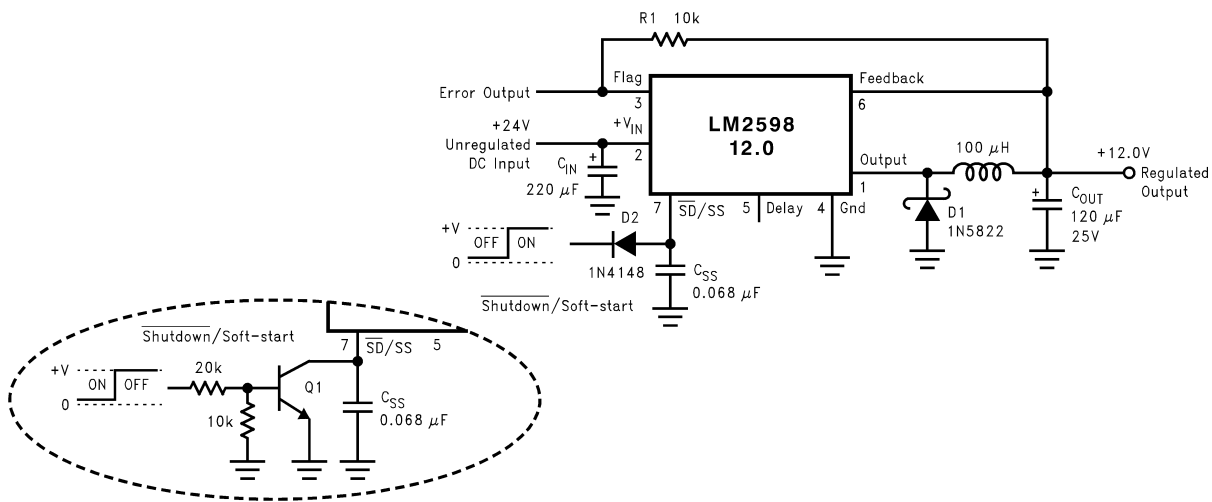 R1 10k
Flag
Feedback
Error Output
3
6
LM2598
12.0
+24V
+V_IN
Unregulated
2
DC Input
C_IN
+
220 µF
Output
1
100 µH
+12.0V
Regulated
Output
7
S̅D̅/SS
5
Delay
4
Gnd
D1
1N5822
+
C_OUT
120 µF
25V
D2
+V
OFF
ON
0
1N4148
C_SS
0.068 µF
S̅h̅u̅t̅d̅o̅w̅n̅/Soft-start
S̅h̅u̅t̅d̅o̅w̅n̅/Soft-start
7
S̅D̅/SS
5
+V
ON
OFF
0
20k
Q1
10k
C_SS
0.068 µF